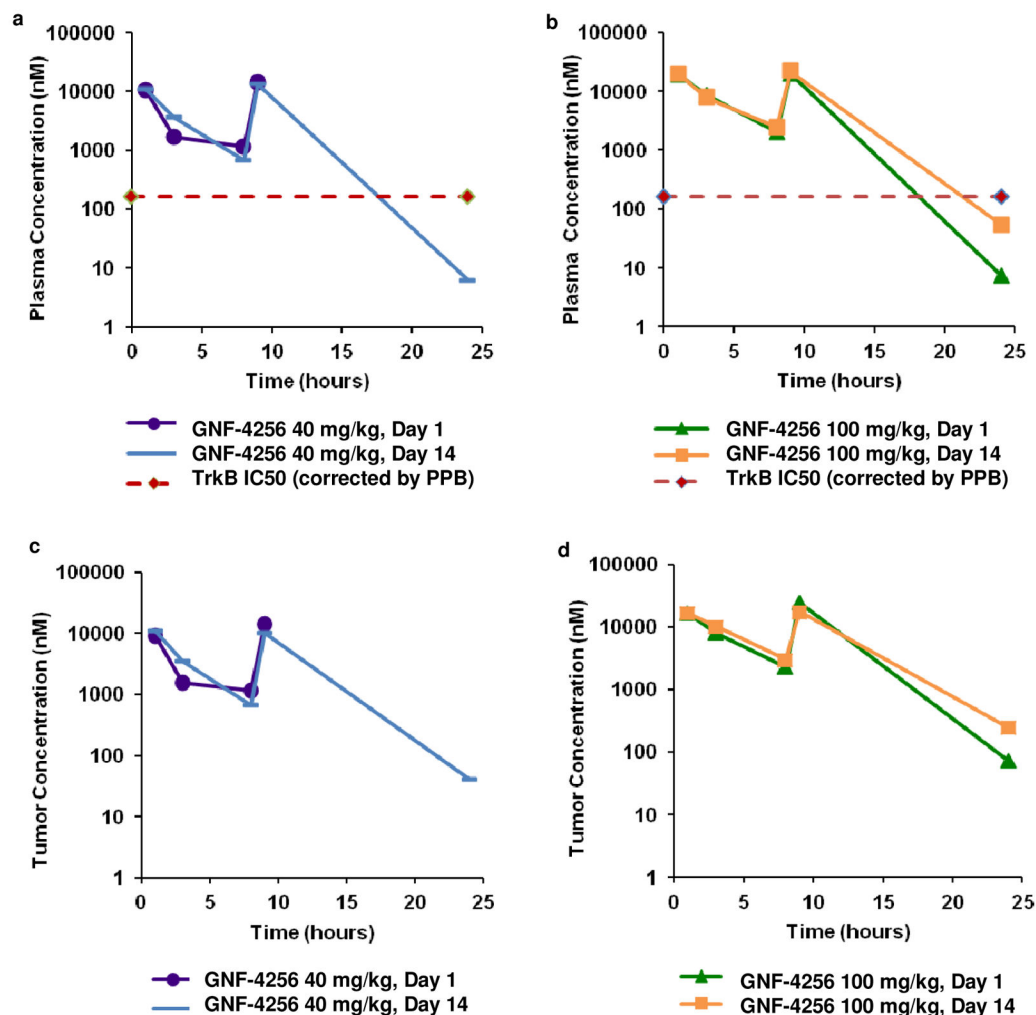 a
100000
10000
1000
100
10
1
Plasma Concentration (nM)
0 5 10 15 20 25
Time (hours)
GNF-4256 40 mg/kg, Day 1
GNF-4256 40 mg/kg, Day 14
TrkB IC50 (corrected by PPB)
b
100000
10000
1000
100
10
1
Plasma Concentration (nM)
0 5 10 15 20 25
Time (hours)
GNF-4256 100 mg/kg, Day 1
GNF-4256 100 mg/kg, Day 14
TrkB IC50 (corrected by PPB)
c
100000
10000
1000
100
10
1
Tumor Concentration (nM)
0 5 10 15 20 25
Time (hours)
GNF-4256 40 mg/kg, Day 1
GNF-4256 40 mg/kg, Day 14
d
100000
10000
1000
100
10
1
Tumor Concentration (nM)
0 5 10 15 20 25
Time (hours)
GNF-4256 100 mg/kg, Day 1
GNF-4256 100 mg/kg, Day 14